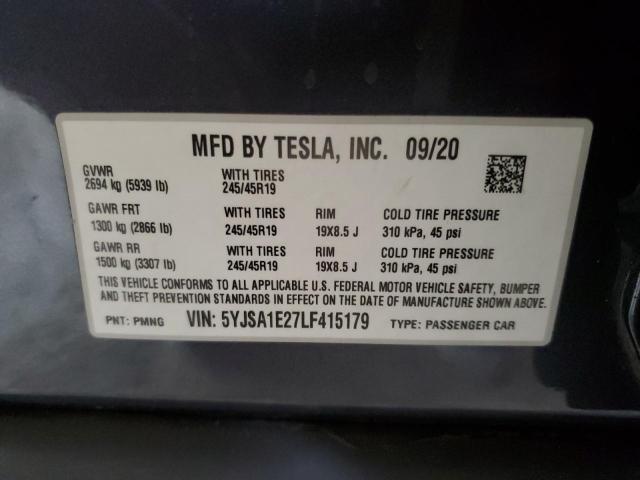 MFD BY TESLA, INC. 09/20
GVWR
2694 kg (5939 lb) WITH TIRES 245/45R19
GAWR FRT WITH TIRES RIM COLD TIRE PRESSURE
1300 kg (2866 lb) 245/45R19 19X8.5 J 310 kPa, 45 psi
GAWR RR WITH TIRES RIM COLD TIRE PRESSURE
1500 kg (3307 lb) 245/45R19 19X8.5 J 310 kPa, 45 psi
THIS VEHICLE CONFORMS TO ALL APPLICABLE U.S. FEDERAL MOTOR VEHICLE SAFETY, BUMPER
AND THEFT PREVENTION STANDARDS IN EFFECT ON THE DATE OF MANUFACTURE SHOWN ABOVE.
PNT: PMNG VIN: 5YJSA1E27LF415179 TYPE: PASSENGER CAR